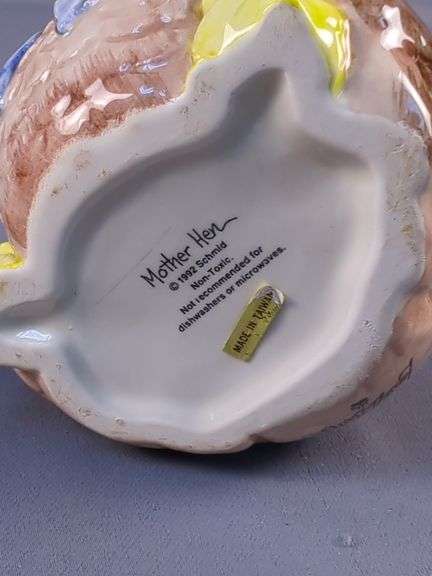 Mother Hen
© 1992 Schmid
Non-Toxic.
Not recommended for
dishwashers or microwaves.
MADE IN TAIWAN